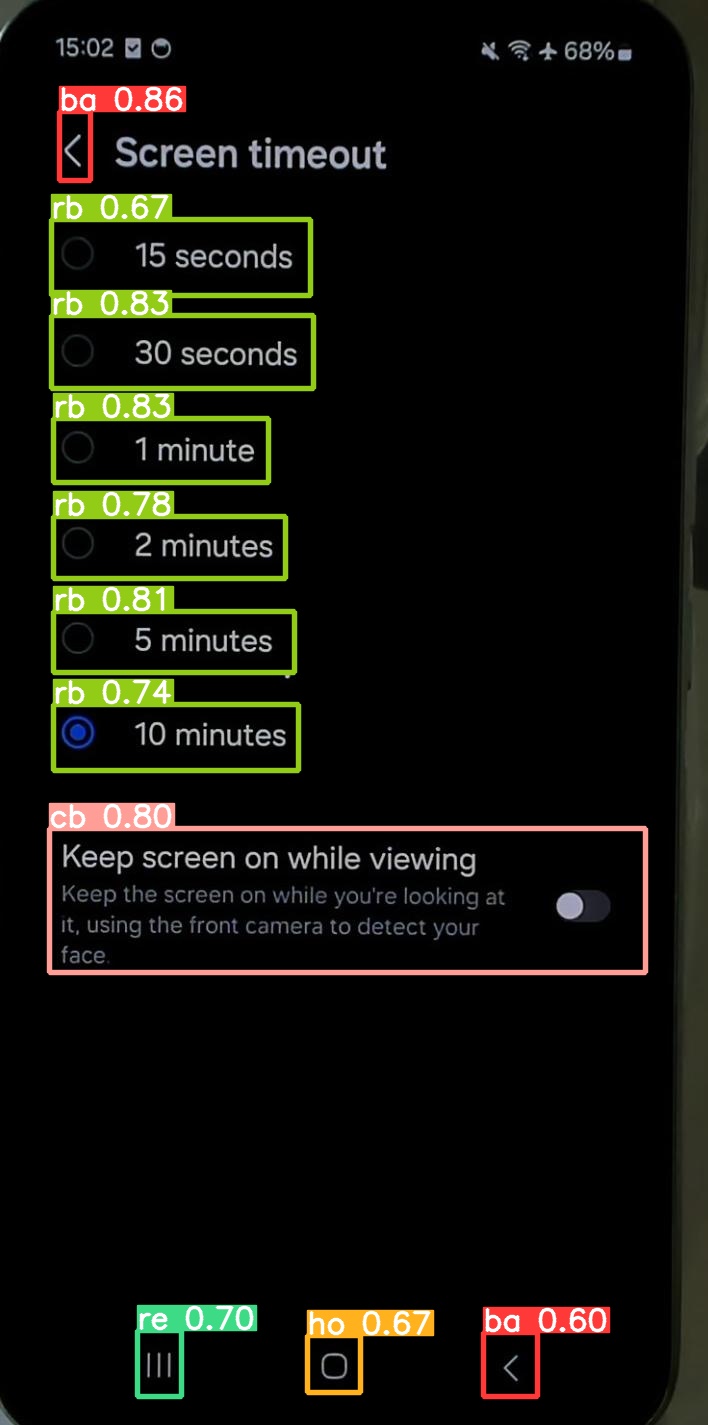 15:02 68%
ba 0.86
Screen timeout
rb 0.67
15 seconds
rb 0.83
30 seconds
rb 0.83
1 minute
rb 0.78
2 minutes
rb 0.81
5 minutes
rb 0.74
10 minutes
cb 0.80
Keep screen on while viewing
Keep the screen on while you're looking at
it, using the front camera to detect your
face.
re 0.70 ho 0.67 ba 0.60